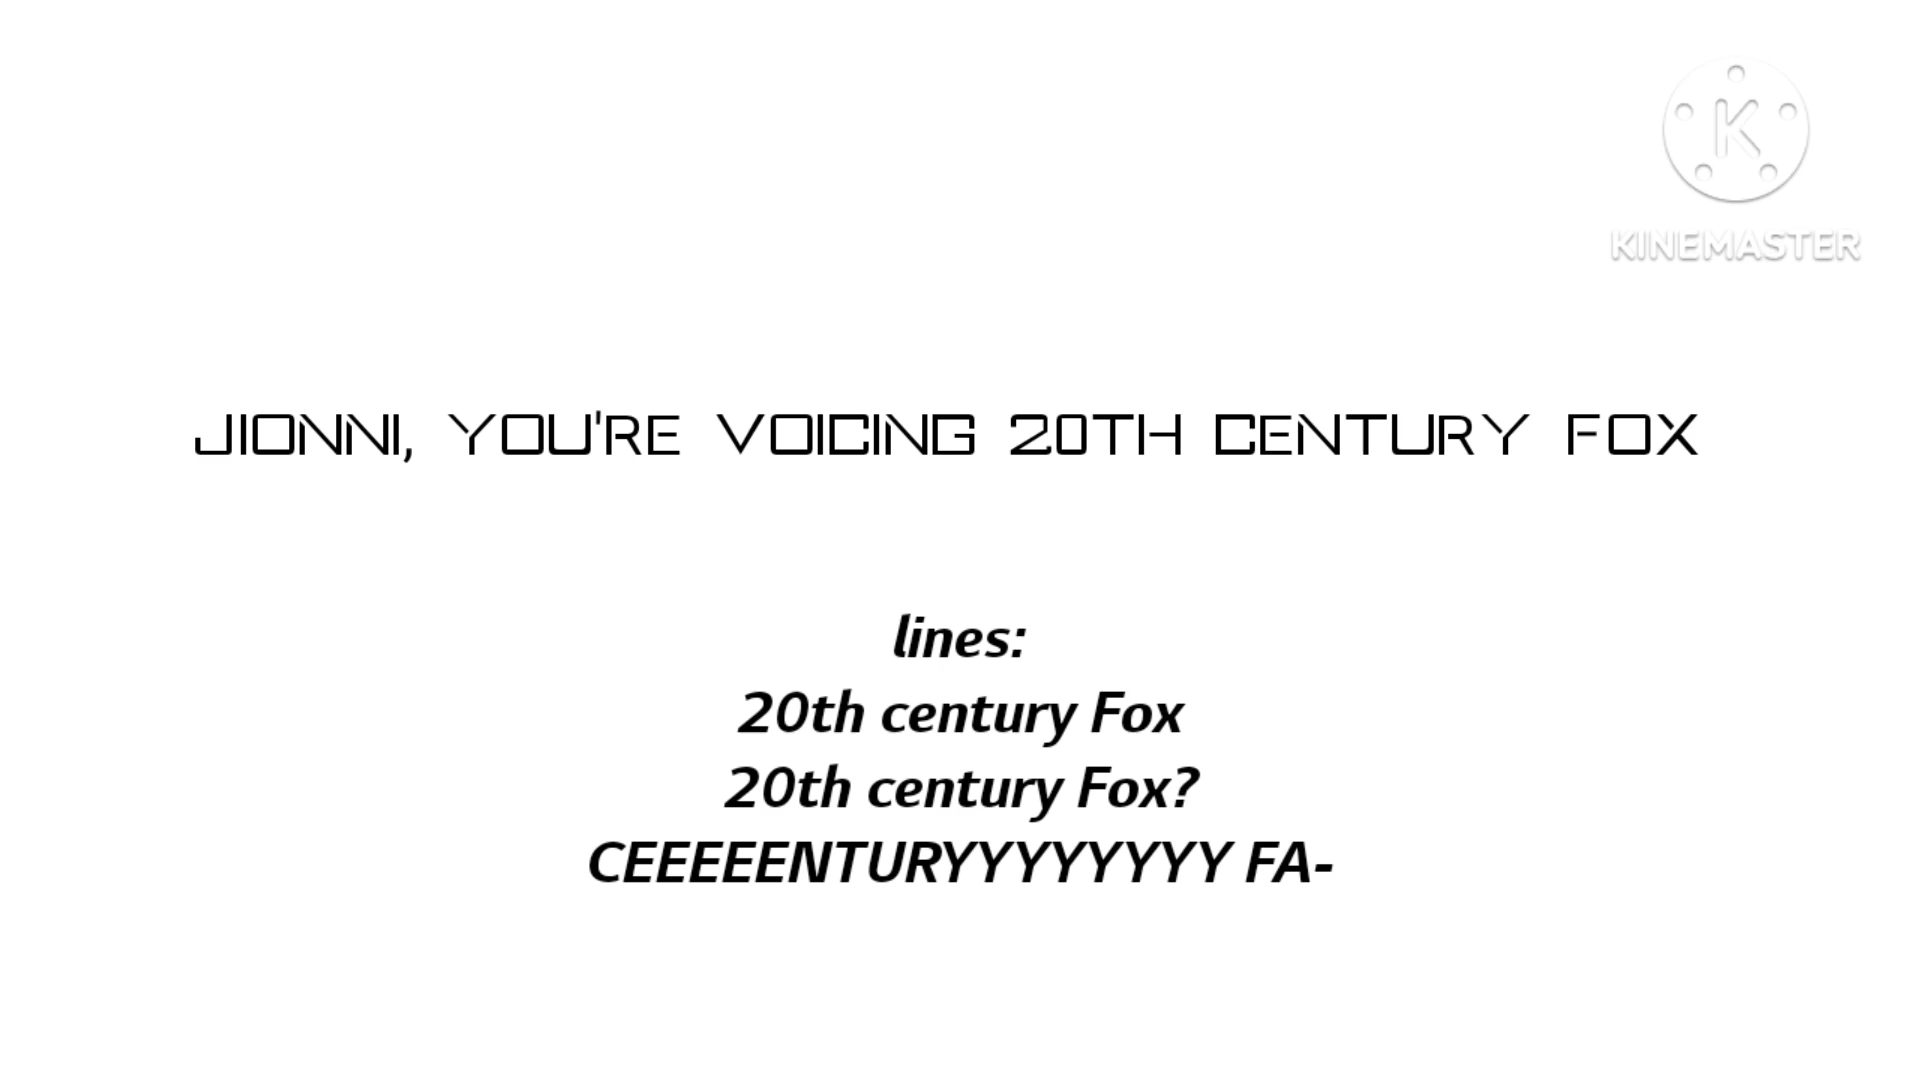 K
KINEMASTER
JIONNI, YOU'RE VOICING 20TH CENTURY FOX
lines:
20th century Fox
20th century Fox?
CEEEEENTURYYYYYYYY FA-